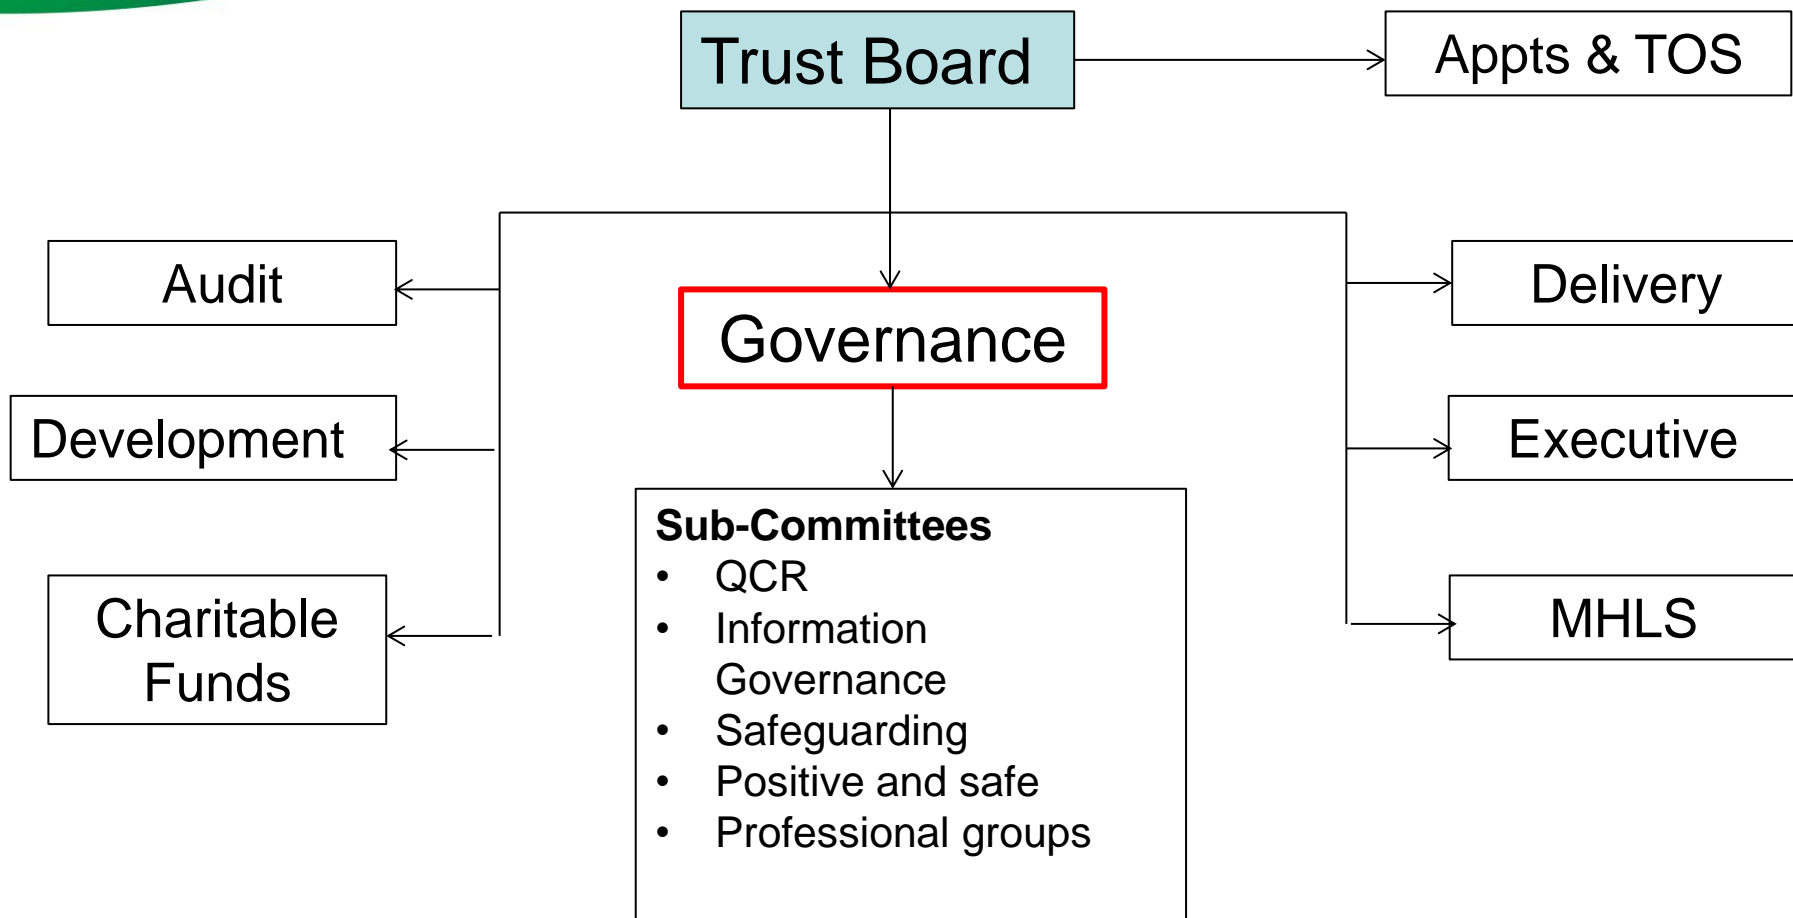 Trust Board
Appts & TOS
Audit
Governance
Delivery
Development
Executive
Charitable
Funds
Sub-Committees
• QCR
• Information
Governance
• Safeguarding
• Positive and safe
• Professional groups
MHLS